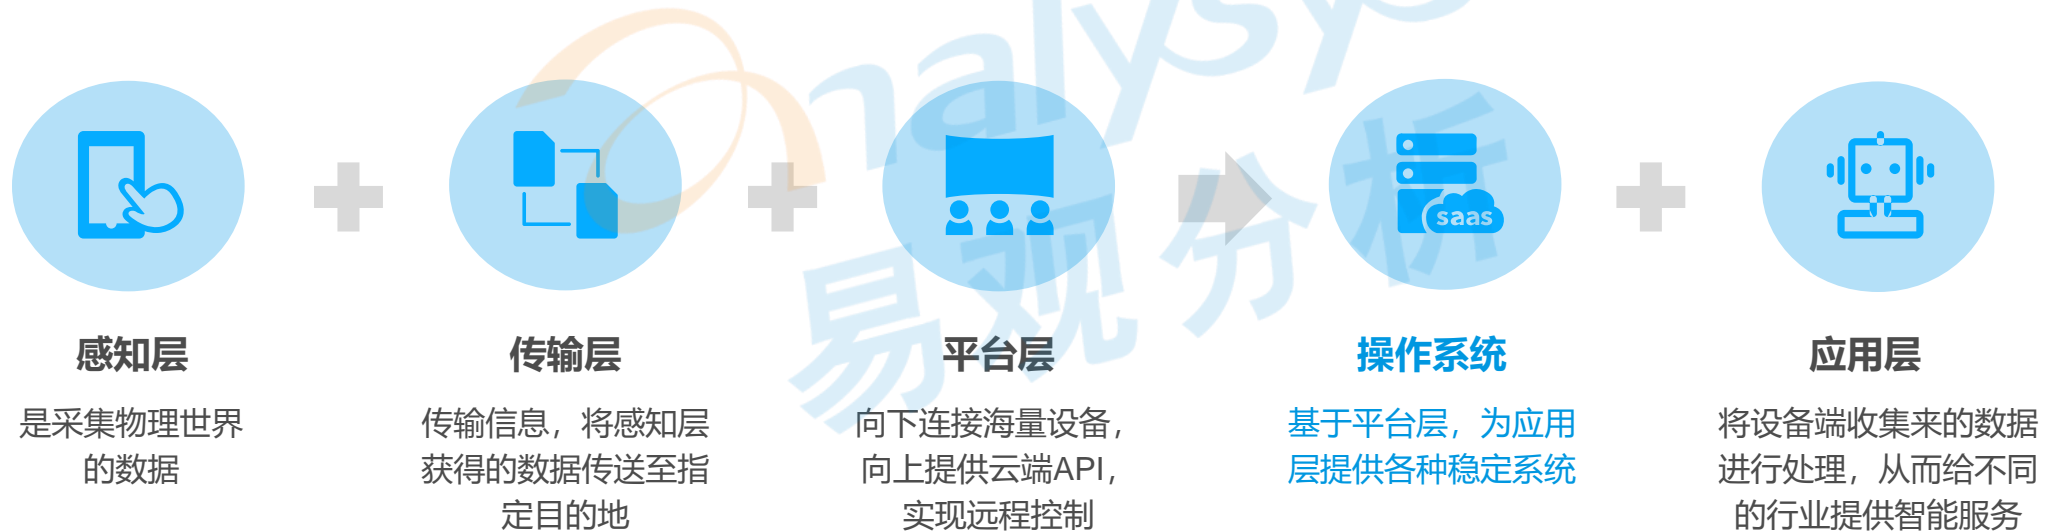 nalysys
易观分析
saas
感知层
是采集物理世界
的数据
传输层
传输信息，将感知层
获得的数据传送至指
定目的地
平台层
向下连接海量设备，
向上提供云端API，
实现远程控制
操作系统
基于平台层，为应用
层提供各种稳定系统
应用层
将设备端收集来的数据
进行处理，从而给不同
的行业提供智能服务